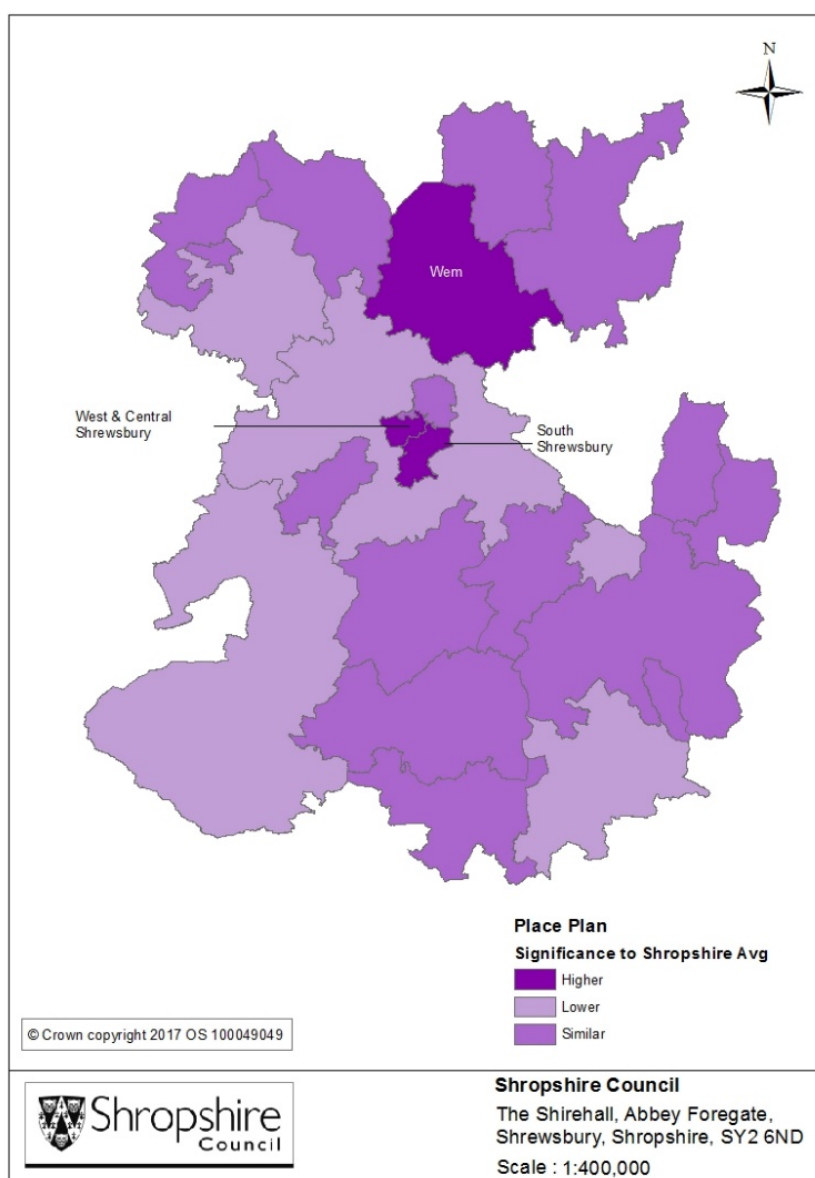 N
Wem
West & Central
Shrewsbury
South
Shrewsbury
Place Plan
Significance to Shropshire Avg
Higher
Lower
Similar
© Crown copyright 2017 OS 100049049
Shropshire
Council
Shropshire Council
The Shirehall, Abbey Foregate,
Shrewsbury, Shropshire, SY2 6ND
Scale : 1:400,000